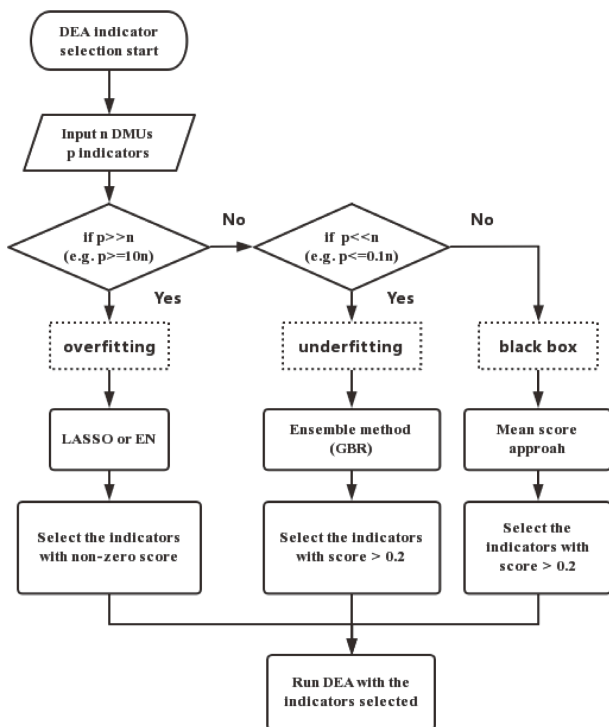 DEA indicator
selection start
Input n DMUs
p indicators
if p>>n
(e.g. p>=10n)
No
if p<<n
(e.g. p<=0.1n)
No
Yes
Yes
overfitting
underfitting
black box
LASSO or EN
Ensemble method
(GBR)
Mean score
approah
Select the indicators
with non-zero score
Select the indicators
with score > 0.2
Select the
indicators with
score > 0.2
Run DEA with the
indicators selected